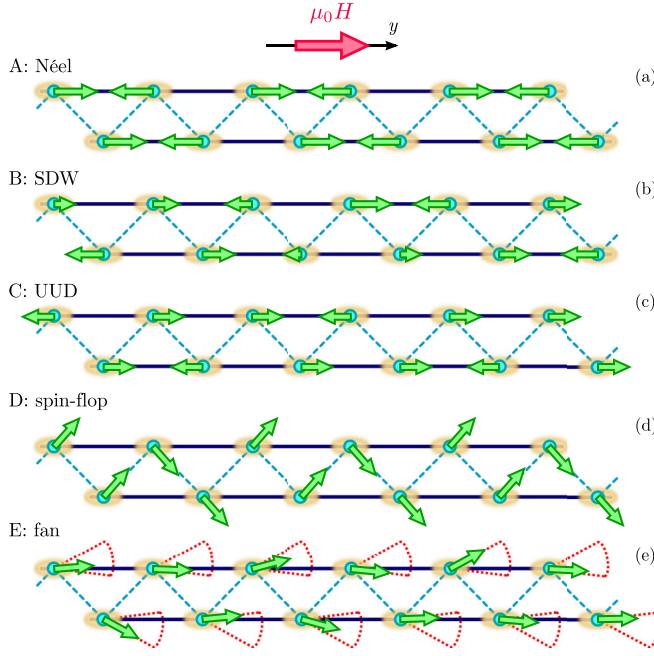 μ₀H
y
A: Néel
(a)
B: SDW
(b)
C: UUD
(c)
D: spin-flop
(d)
E: fan
(e)